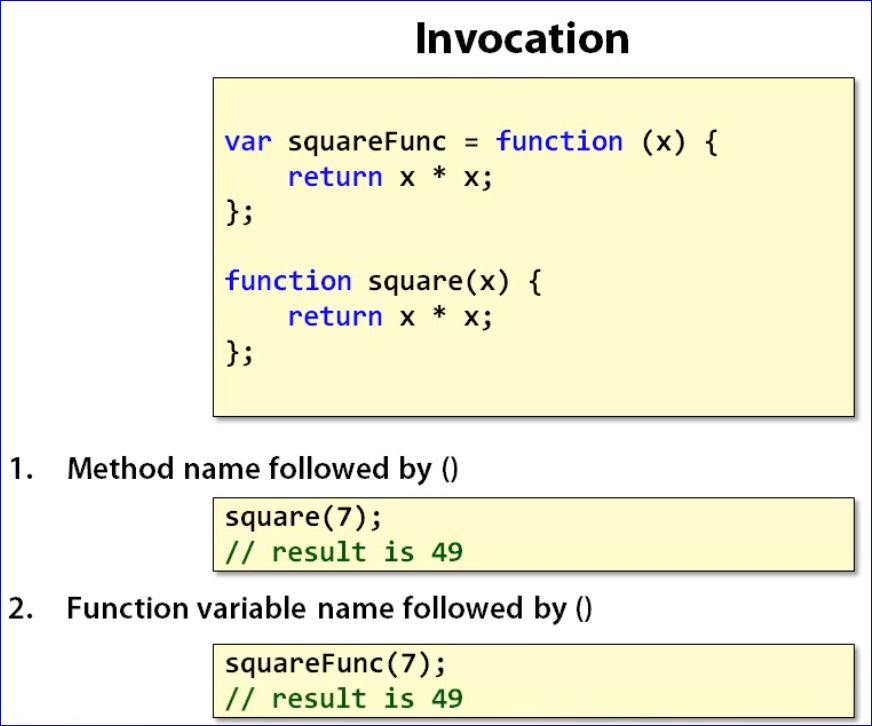 Invocation
var squareFunc = function (x) {
    return x * x;
};
function square(x) {
    return x * x;
};
1. Method name followed by ()
square(7);
// result is 49
2. Function variable name followed by ()
squareFunc(7);
// result is 49